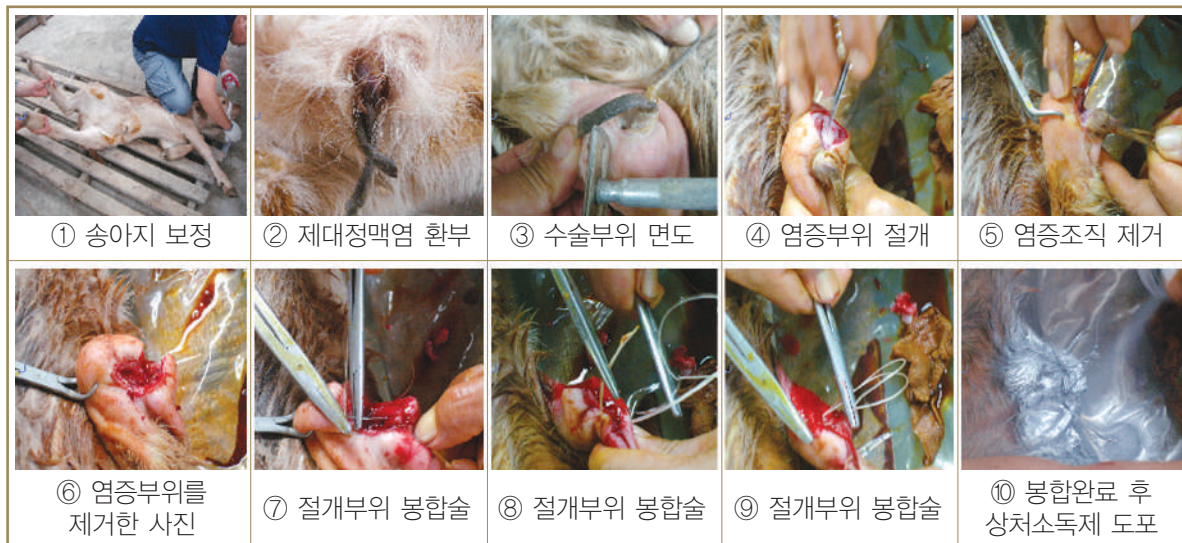 ① 송아지 보정
② 제대정맥염 환부
③ 수술부위 면도
④ 염증부위 절개
⑤ 염증조직 제거
⑥ 염증부위를
제거한 사진
⑦ 절개부위 봉합술
⑧ 절개부위 봉합술
⑨ 절개부위 봉합술
⑩ 봉합완료 후
상처소독제 도포